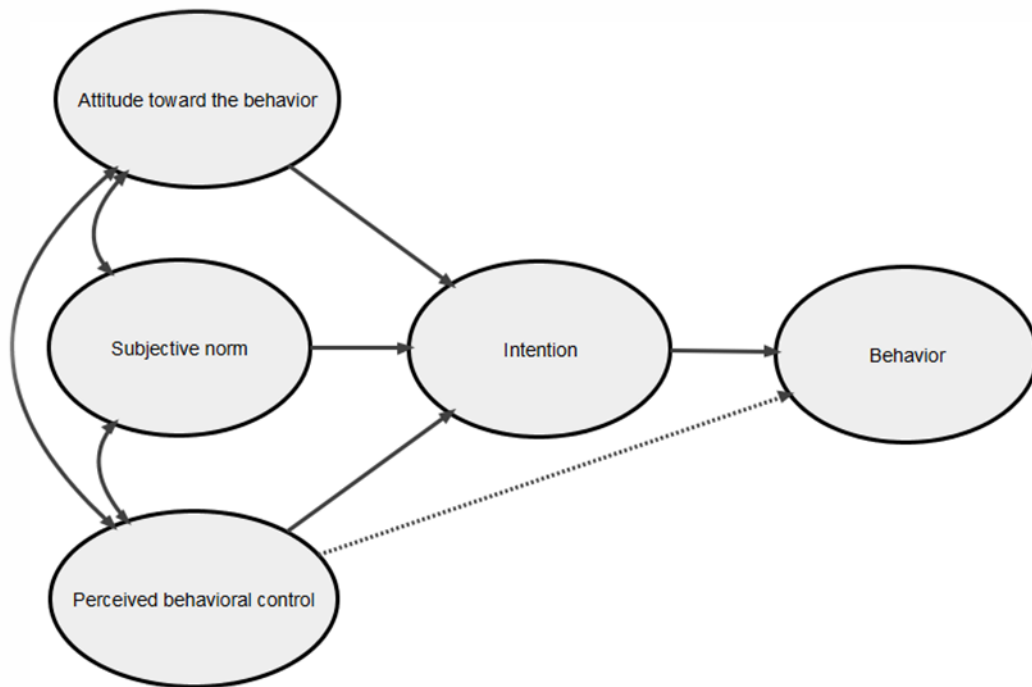 Attitude toward the behavior
Subjective norm
Intention
Behavior
Perceived behavioral control